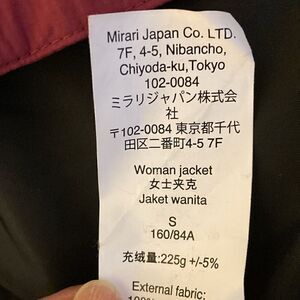 Mirari Japan Co. LTD.
7F, 4-5, Nibancho,
Chiyoda-ku,Tokyo
102-0084
ミラリジャパン株式会
社
〒102-0084 東京都千代
田区二番町4-5 7F
Woman jacket
女士夹克
Jaket wanita
S
160/84A
充绒量:225g +/-5%
External fabric: